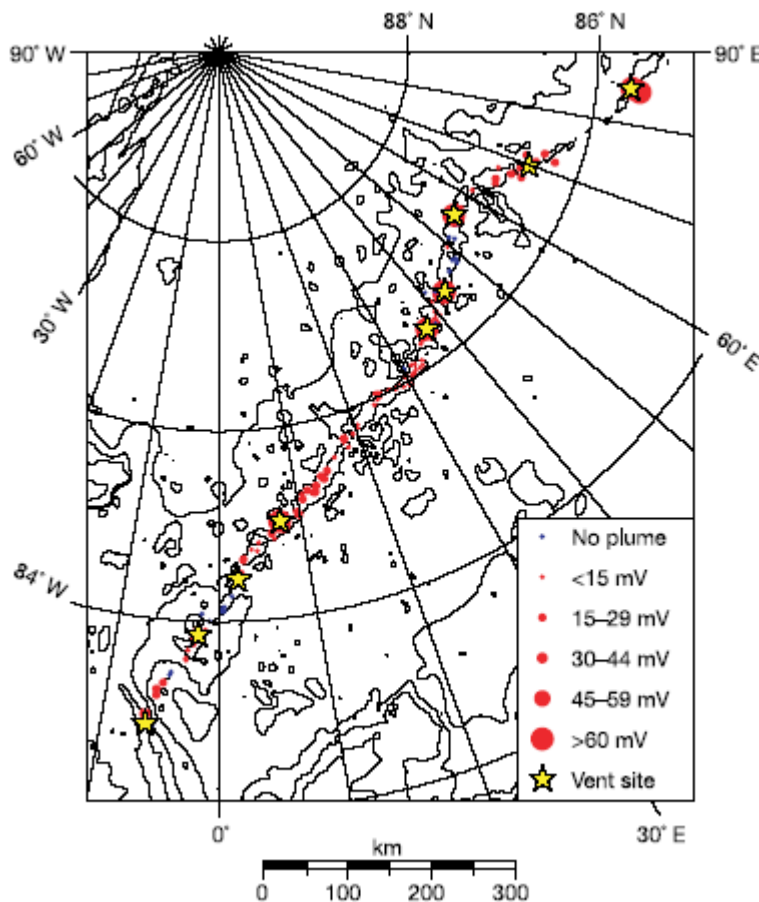 88° N 86° N
90° W 90° E
60° W
30° W
60° E
84° W
No plume
<15 mV
15–29 mV
30–44 mV
45–59 mV
>60 mV
Vent site
0° 30° E
km
0 100 200 300